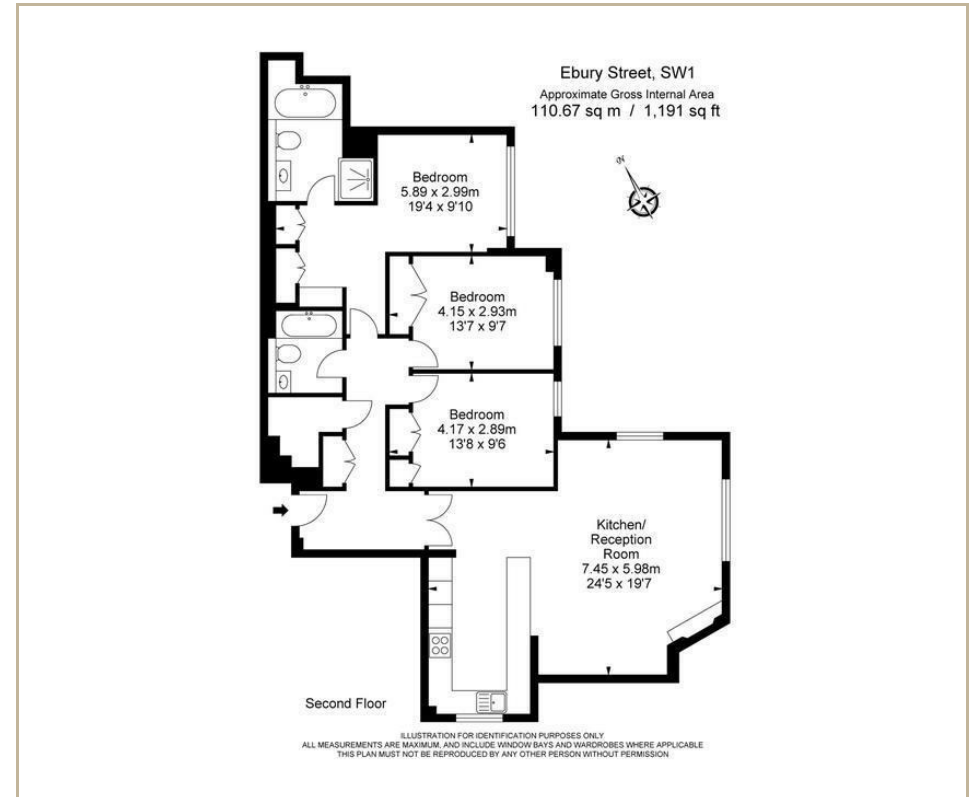 Ebury Street, SW1
Approximate Gross Internal Area
110.67 sq m / 1,191 sq ft
N
Bedroom
5.89 x 2.99m
19'4 x 9'10
Bedroom
4.15 x 2.93m
13'7 x 9'7
Bedroom
4.17 x 2.89m
13'8 x 9'6
Kitchen/
Reception
Room
7.45 x 5.98m
24'5 x 19'7
Second Floor
ILLUSTRATION FOR IDENTIFICATION PURPOSES ONLY
ALL MEASUREMENTS ARE MAXIMUM, AND INCLUDE WINDOW BAYS AND WARDROBES WHERE APPLICABLE
THIS PLAN MUST NOT BE REPRODUCED BY ANY OTHER PERSON WITHOUT PERMISSION